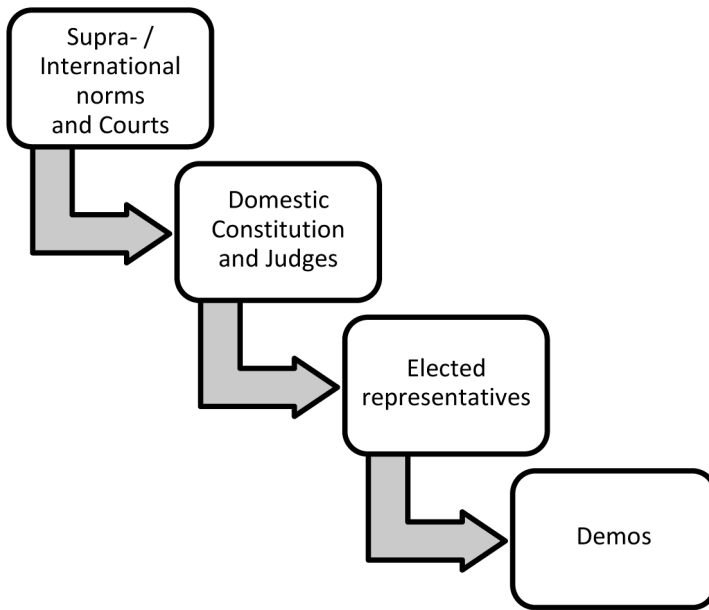 Supra- /
International
norms
and Courts
Domestic
Constitution
and Judges
Elected
representatives
Demos